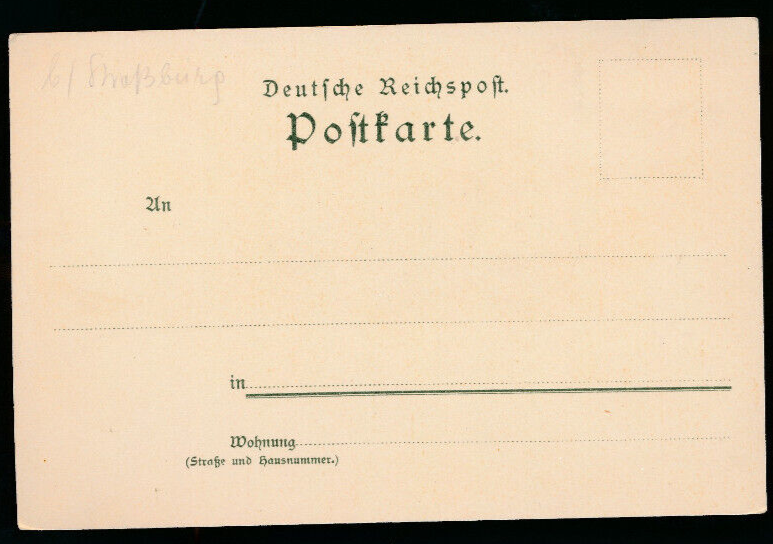 b/ Straßburg
Deutſche Reichspoſt.
Poſtkarte.
An
in
Wohnung
(Straße und Hausnummer.)